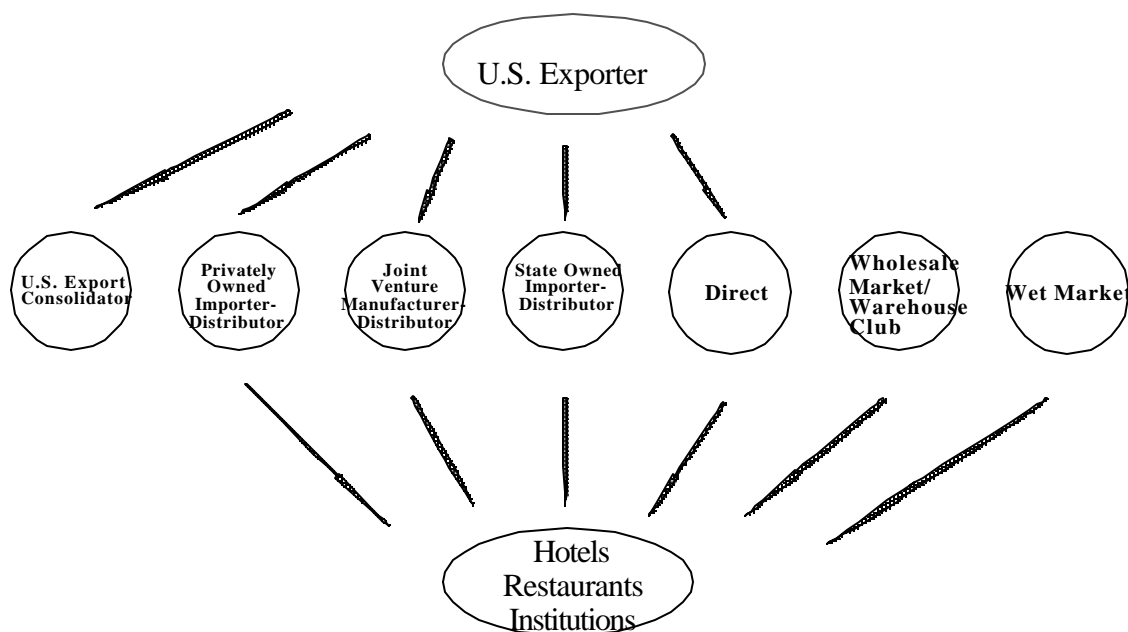 U.S. Exporter
U.S. Export
Consolidator
Privately
Owned
Importer-
Distributor
Joint
Venture
Manufacturer-
Distributor
State Owned
Importer-
Distributor
Direct
Wholesale
Market/
Warehouse
Club
Wet Market
Hotels
Restaurants
Institutions